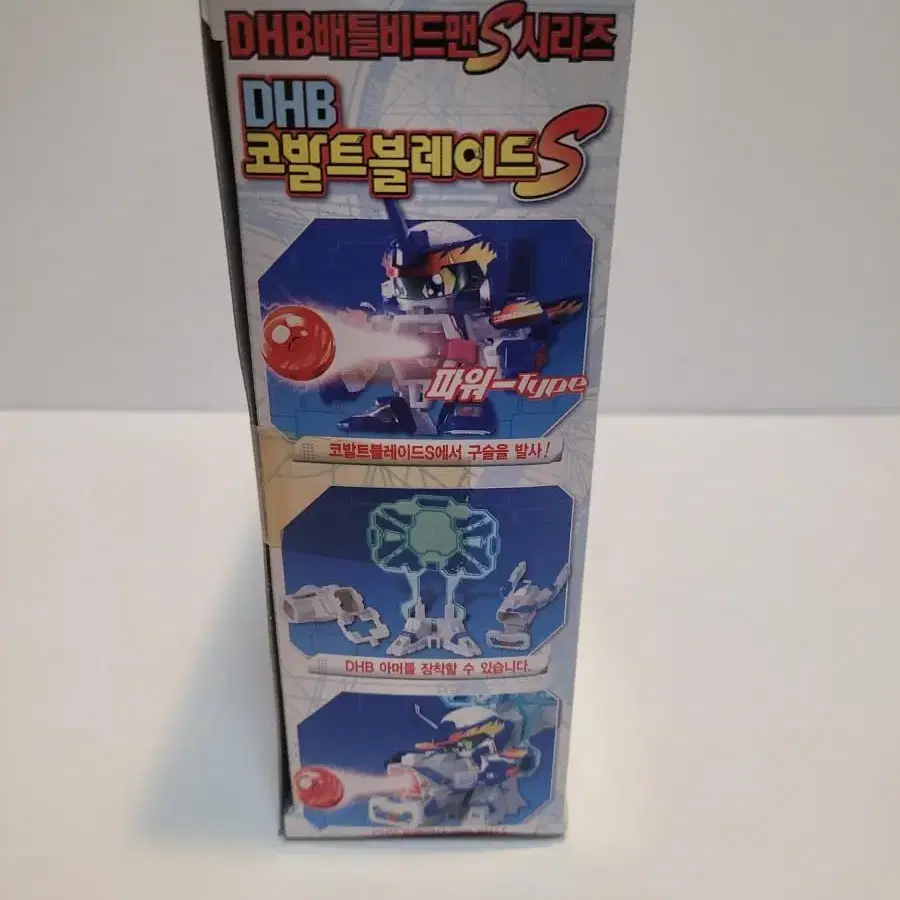 DHB배틀비드맨S시리즈
DHB
코발트블레이드S
파워-Type
코발트블레이드S에서 구슬을 발사!
DHB 아머를 장착할 수 있습니다.